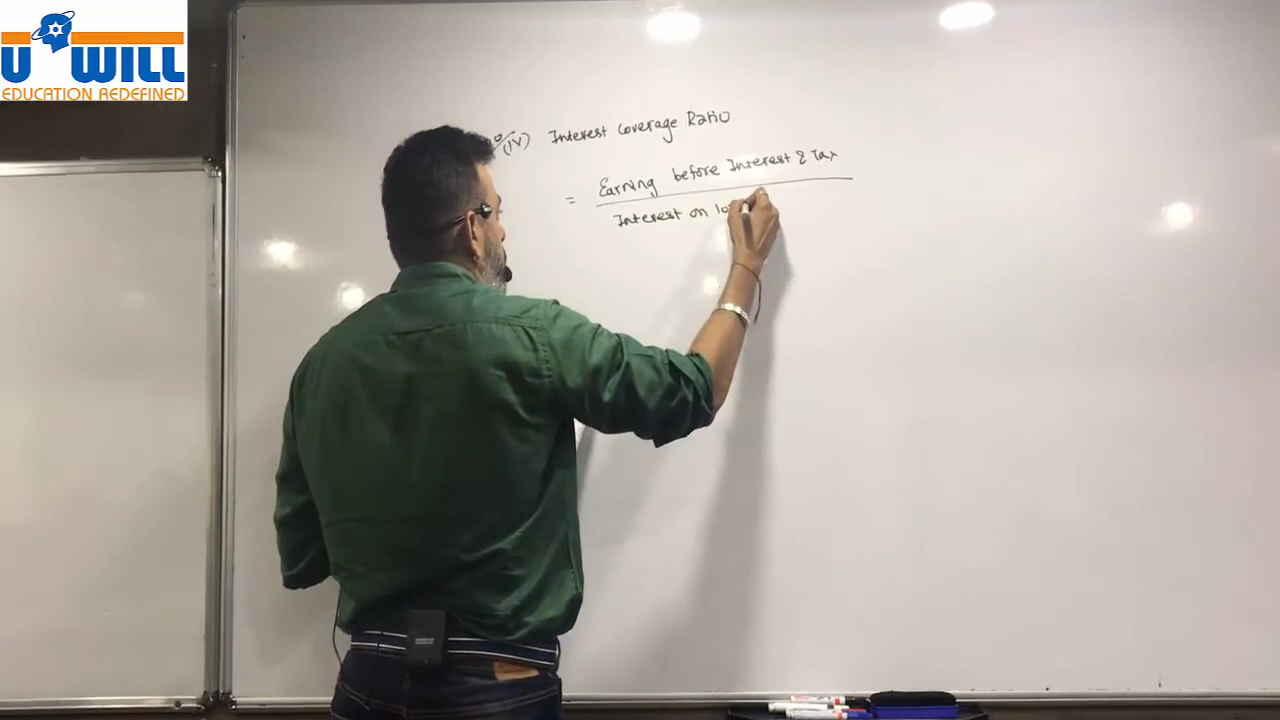 U WILL
EDUCATION REDEFINED
(IV) Interest Coverage Ratio
= Earning before Interest & Tax
Interest on